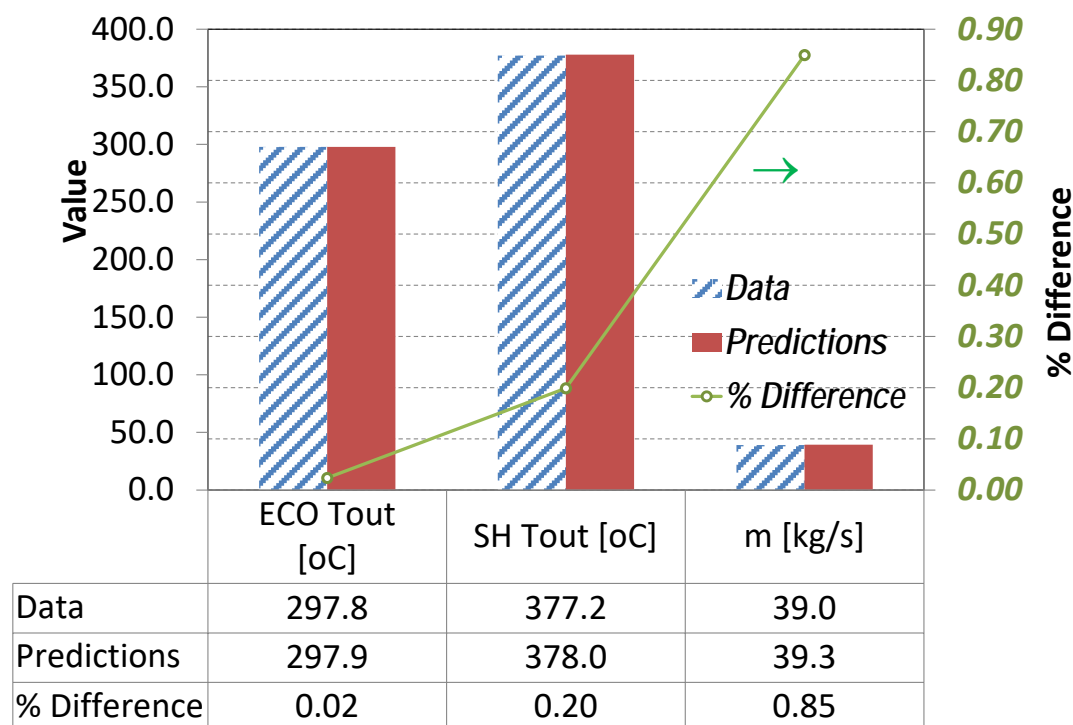 400.0
350.0
300.0
250.0
200.0
150.0
100.0
50.0
0.0
Value
0.90
0.80
0.70
0.60
0.50
0.40
0.30
0.20
0.10
0.00
% Difference
→
Data
Predictions
% Difference
ECO Tout
[oC]
SH Tout [oC]
m [kg/s]
Data 297.8 377.2 39.0
Predictions 297.9 378.0 39.3
% Difference 0.02 0.20 0.85